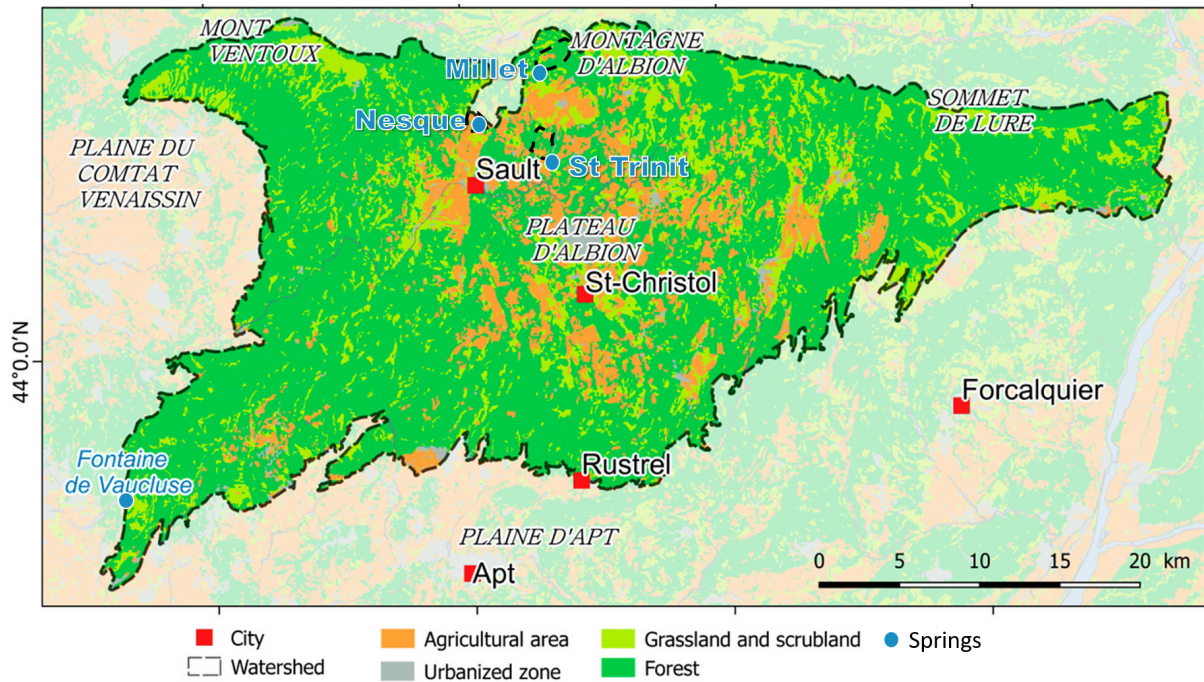 MONT
VENTOUX
MONTAGNE
D'ALBION
Millet
SOMMET
DE LURE
Nesque
PLAINE DU
COMTAT
VENAISSIN
St Trinit
Sault
PLATEAU
D'ALBION
St-Christol
44°0.0'N
Forcalquier
Fontaine
de Vaucluse
Rustrel
PLAINE D'APT
Apt
0 5 10 15 20 km
City
Agricultural area
Grassland and scrubland
Springs
Watershed
Urbanized zone
Forest